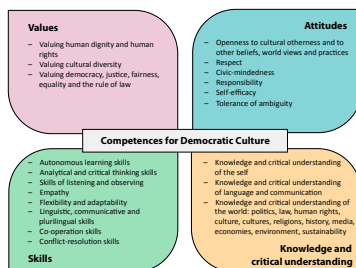 Values
– Valuing human dignity and human
rights
– Valuing cultural diversity
– Valuing democracy, justice, fairness,
equality and the rule of law
Attitudes
– Openness to cultural otherness and to
other beliefs, world views and practices
– Respect
– Civic-mindedness
– Responsibility
– Self-efficacy
– Tolerance of ambiguity
Competences for Democratic Culture
– Autonomous learning skills
– Analytical and critical thinking skills
– Skills of listening and observing
– Empathy
– Flexibility and adaptability
– Linguistic, communicative and
plurilingual skills
– Co-operation skills
– Conflict-resolution skills
Skills
– Knowledge and critical understanding
of the self
– Knowledge and critical understanding
of language and communication
– Knowledge and critical understanding of
the world: politics, law, human rights,
culture, cultures, religions, history, media,
economies, environment, sustainability
Knowledge and
critical understanding